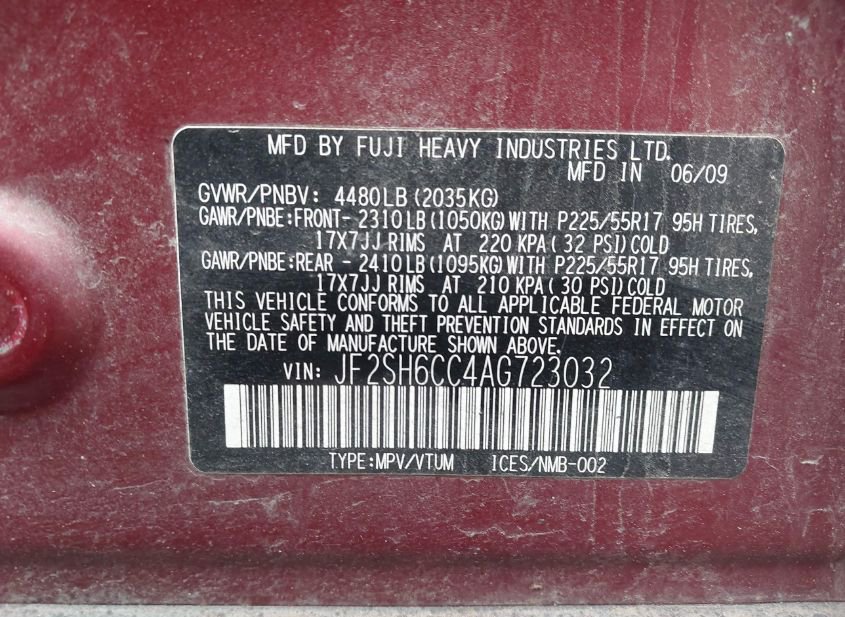 MFD BY FUJI HEAVY INDUSTRIES LTD.
MFD IN 06/09
GVWR/PNBV: 4480LB (2035KG)
GAWR/PNBE:FRONT- 2310LB (1050KG) WITH P225/55R17 95H TIRES,
17X7JJ RIMS AT 220 KPA ( 32 PSI) COLD
GAWR/PNBE:REAR - 2410LB (1095KG) WITH P225/55R17 95H TIRES,
17X7JJ RIMS AT 210 KPA ( 30 PSI) COLD
THIS VEHICLE CONFORMS TO ALL APPLICABLE FEDERAL MOTOR
VEHICLE SAFETY AND THEFT PREVENTION STANDARDS IN EFFECT ON
THE DATE OF MANUFACTURE SHOWN ABOVE.
VIN: JF2SH6CC4AG723032
TYPE:MPV/VTUM ICES/NMB-002